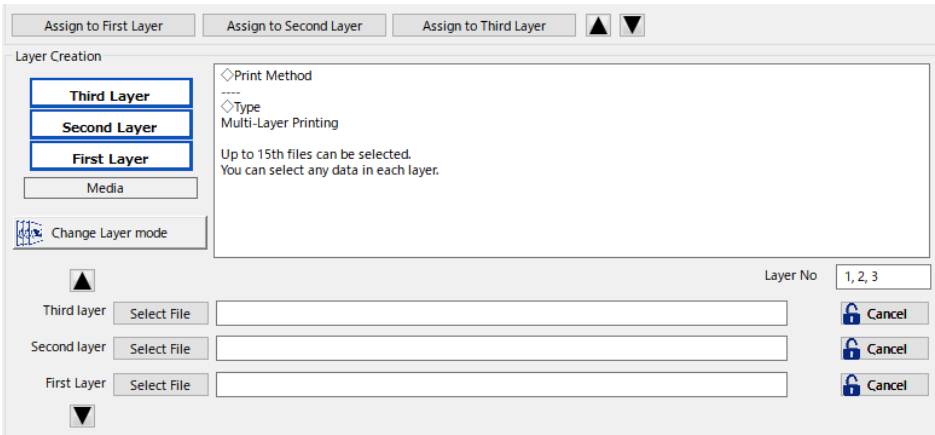 Assign to First Layer Assign to Second Layer Assign to Third Layer
Layer Creation
Third Layer
Second Layer
First Layer
Media
Change Layer mode
◇Print Method
----
◇Type
Multi-Layer Printing
Up to 15th files can be selected.
You can select any data in each layer.
Layer No 1, 2, 3
Third layer Select File Cancel
Second layer Select File Cancel
First Layer Select File Cancel